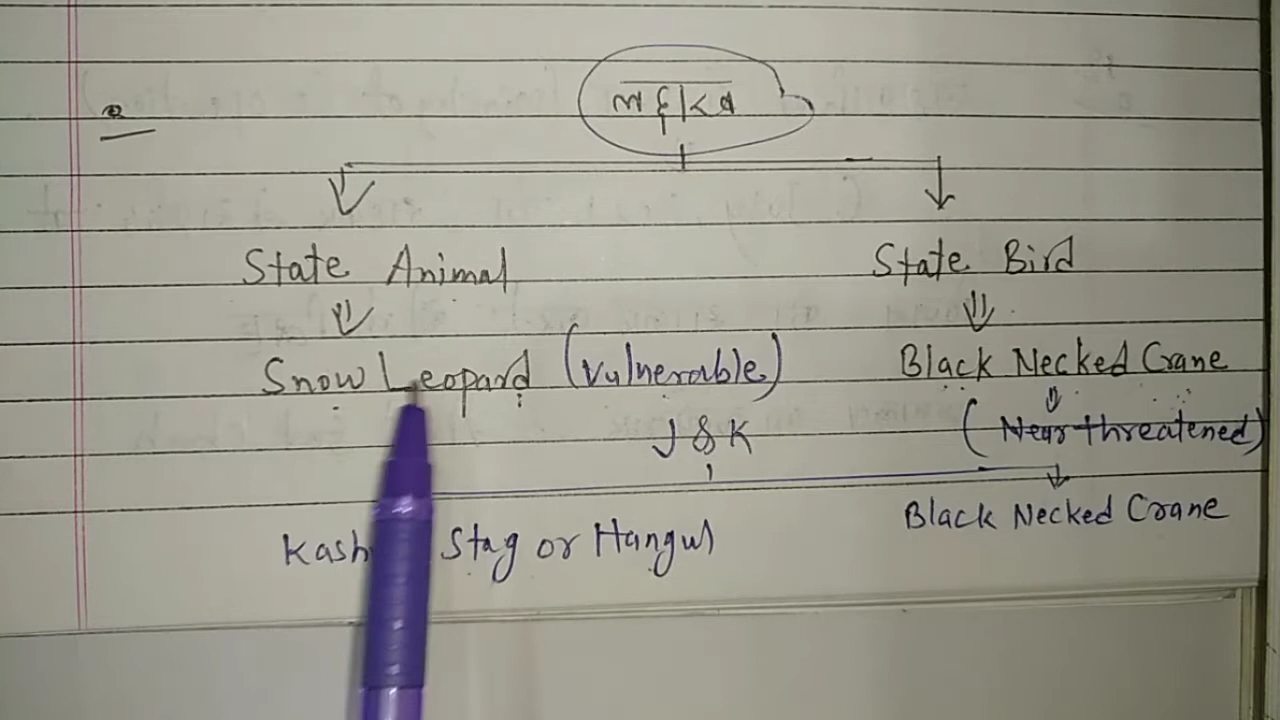 लद्दाख
State Animal State Bird
Snow Leopard (Vulnerable) Black Necked Crane
J & K (Near threatened)
Stag or Hangul Black Necked Crane